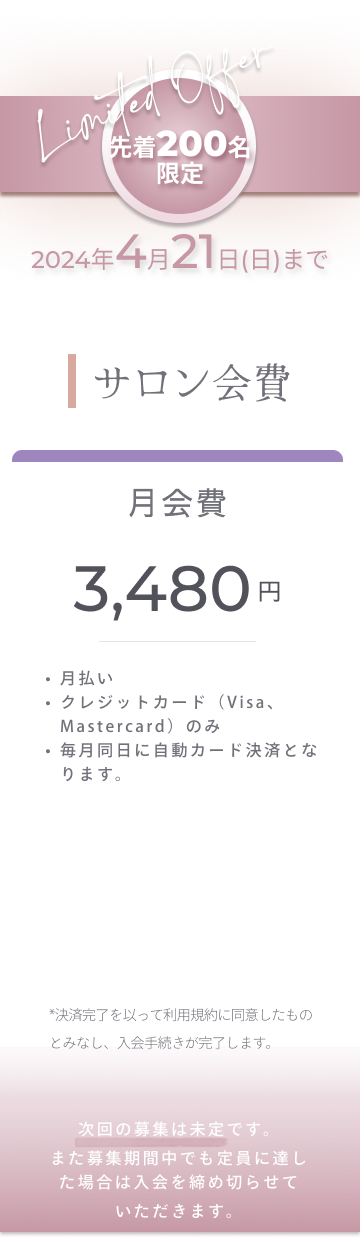 Limited Offer
先着200名
限定
2024年4月21日(日)まで
サロン会費
月会費
3,480 円
• 月払い
• クレジットカード（Visa、
Mastercard）のみ
• 毎月同日に自動カード決済とな
ります。
*決済完了を以って利用規約に同意したもの
とみなし、入会手続きが完了します。
次回の募集は未定です。
また募集期間中でも定員に達し
た場合は入会を締め切らせて
いただきます。